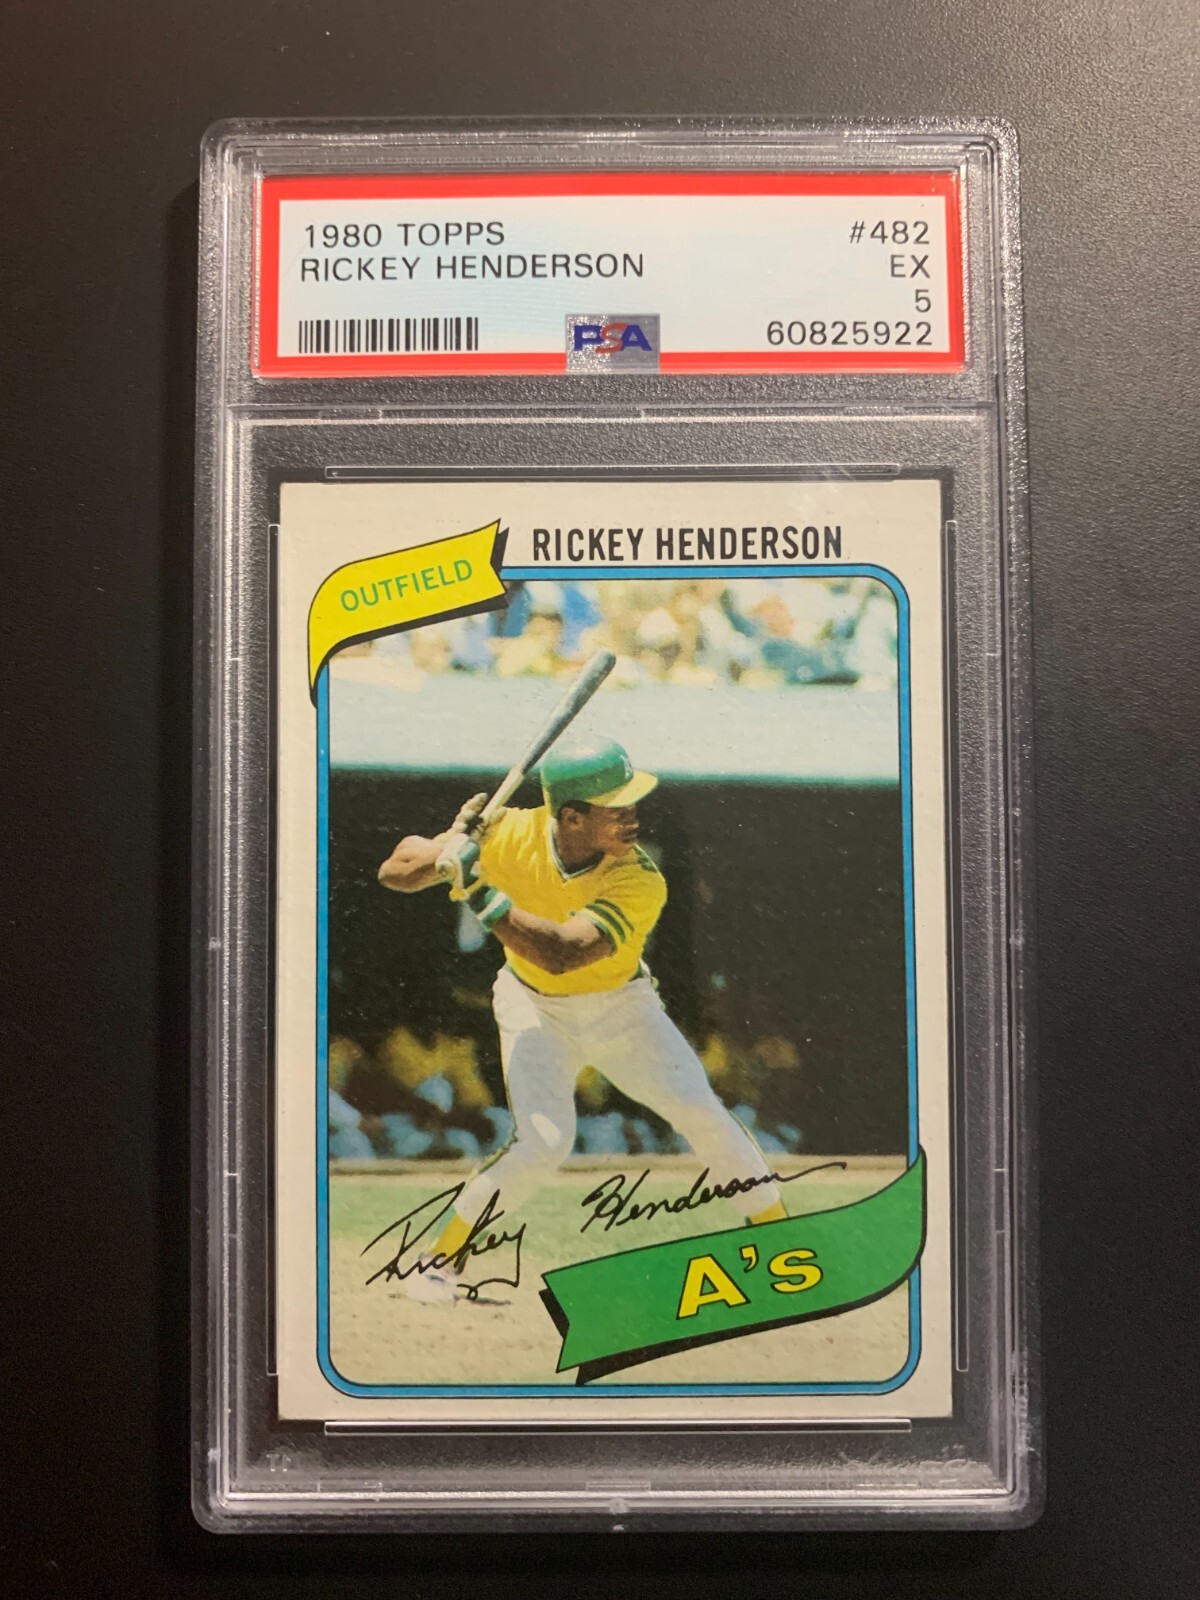 1980 TOPPS #482
RICKEY HENDERSON EX
5
PSA 60825922
RICKEY HENDERSON
OUTFIELD
Rickey Henderson
A's